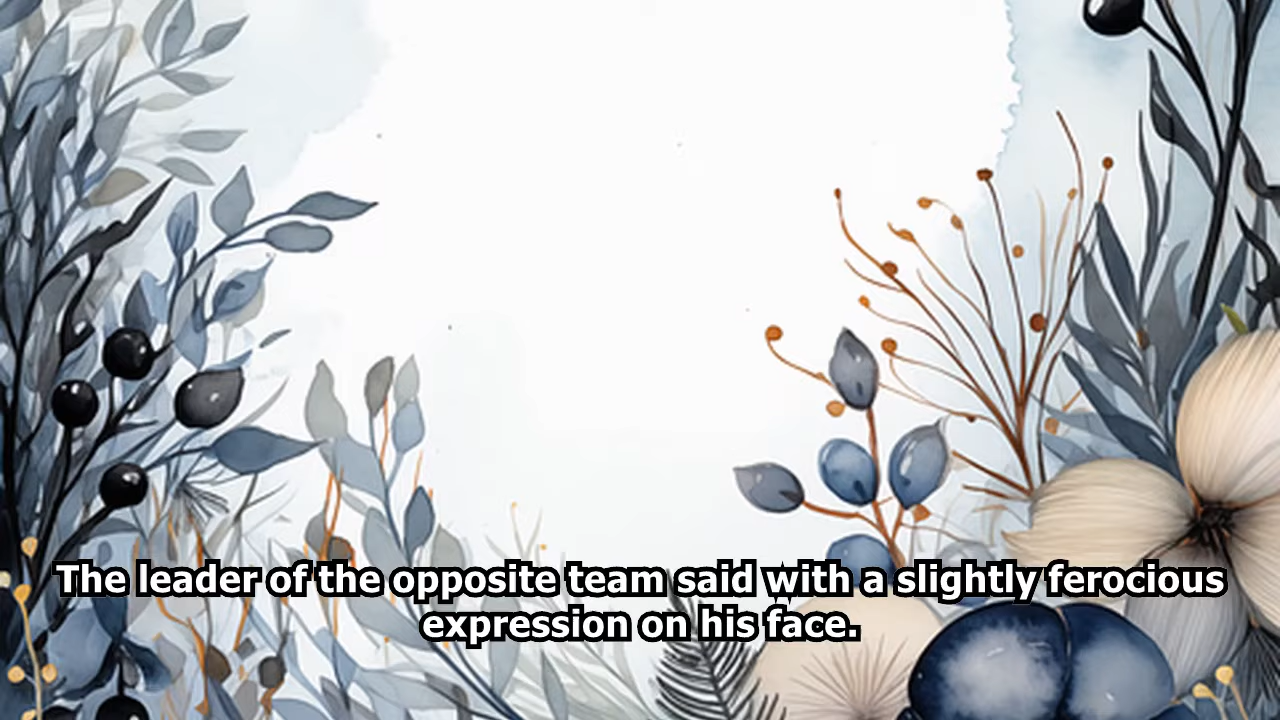 The leader of the opposite team said with a slightly ferocious
expression on his face.